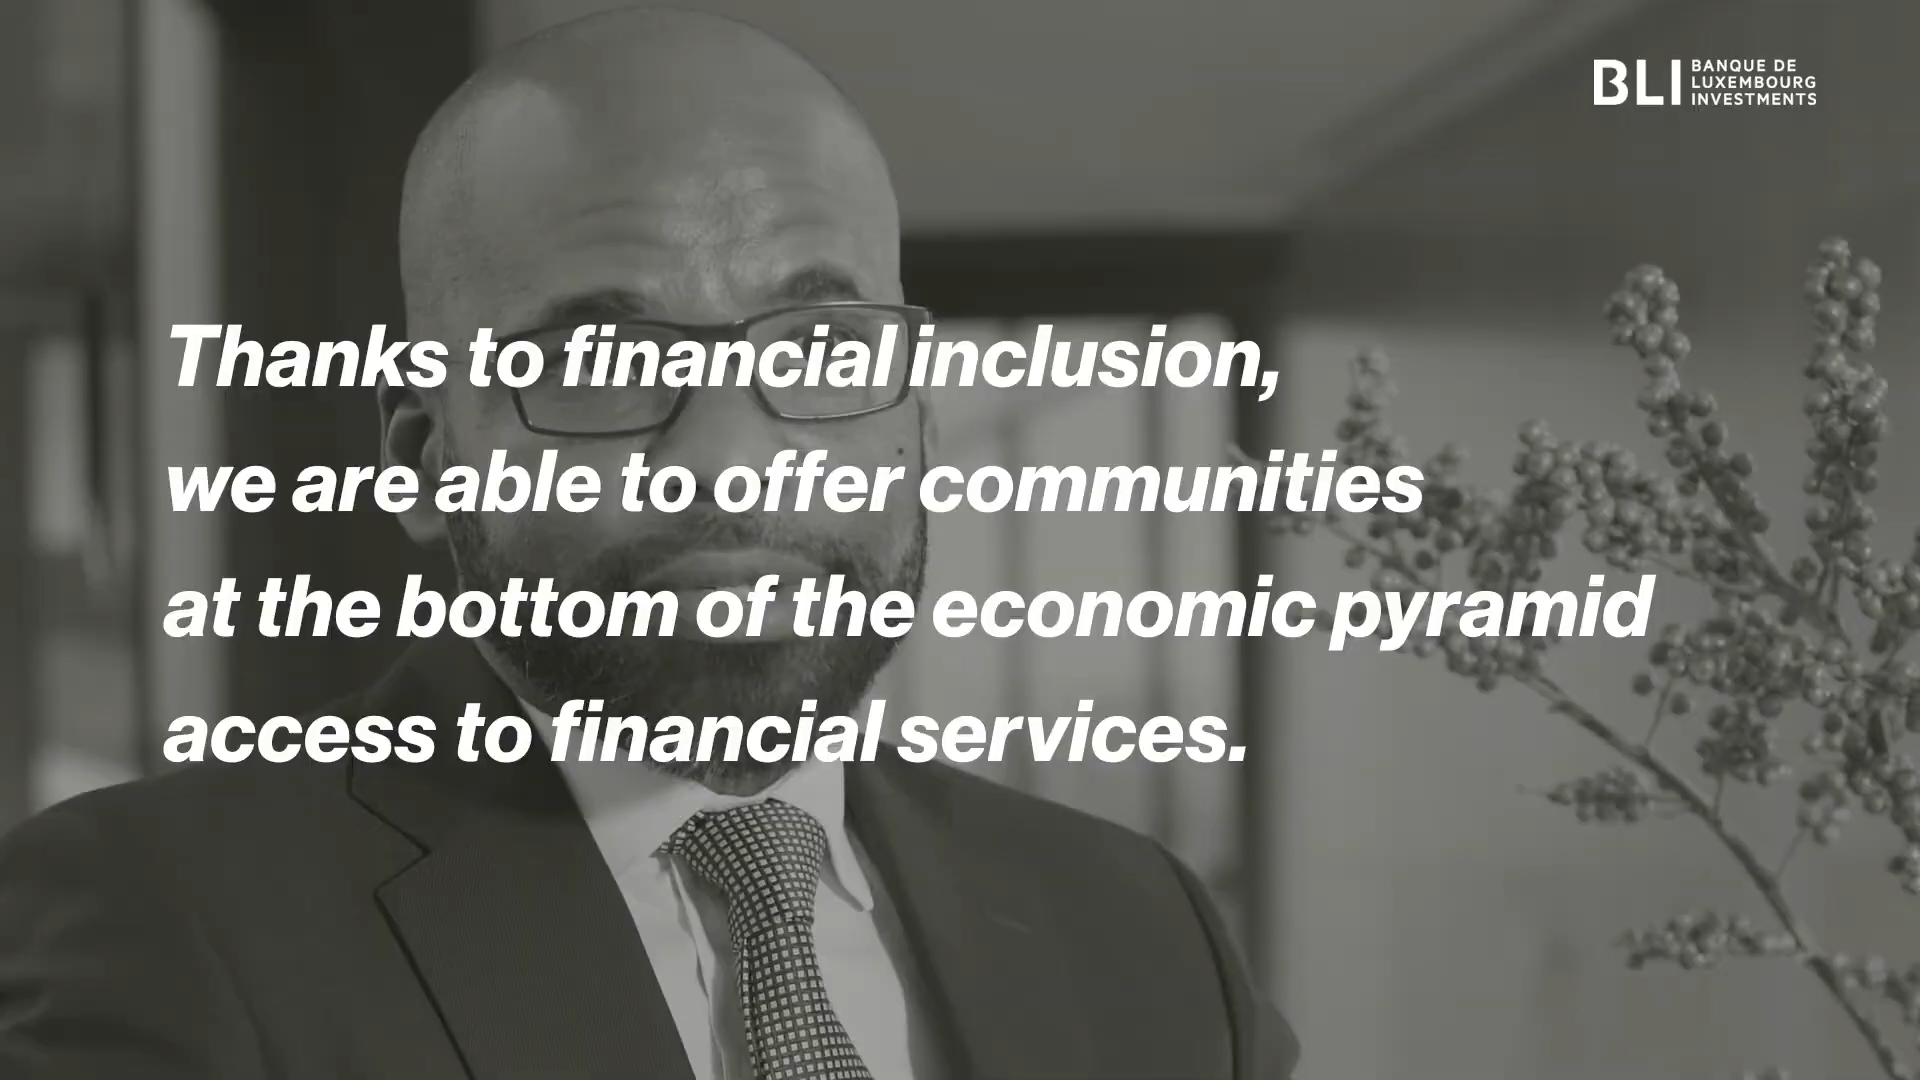 BLI BANQUE DE
LUXEMBOURG
INVESTMENTS
Thanks to financial inclusion,
we are able to offer communities
at the bottom of the economic pyramid
access to financial services.